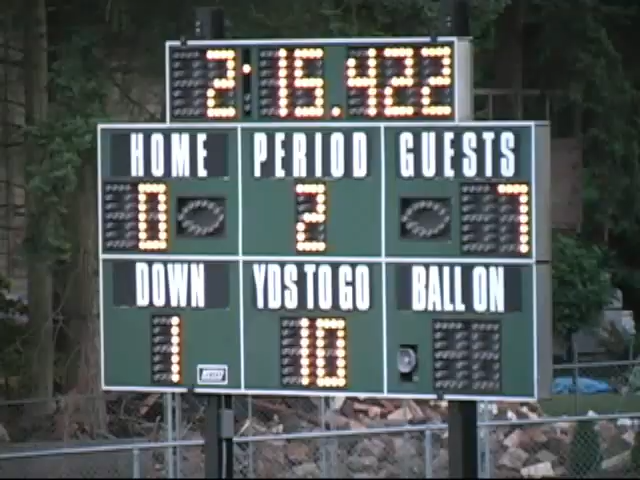 2:15.422
HOME PERIOD GUESTS
0 2 7
DOWN YDS TO GO BALL ON
1 10